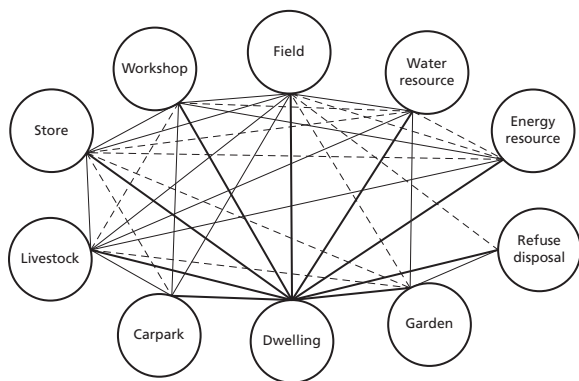 Field
Workshop
Water
resource
Store
Energy
resource
Livestock
Refuse
disposal
Carpark
Dwelling
Garden